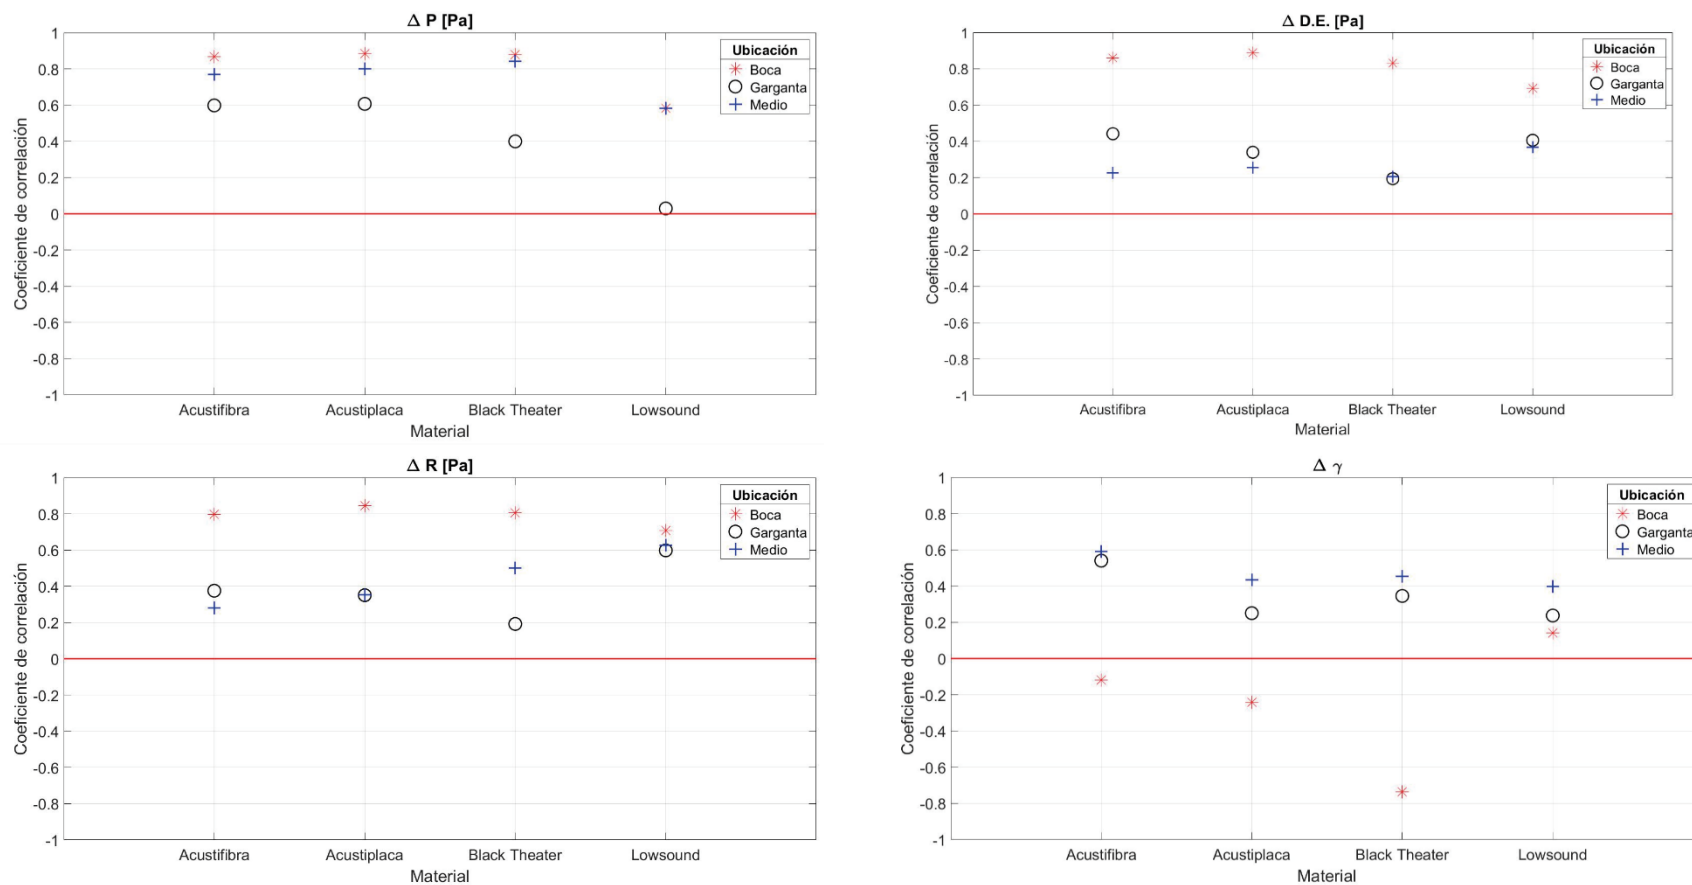 Δ P [Pa]
1
0.8
0.6
0.4
0.2
0
-0.2
-0.4
-0.6
-0.8
-1
Coeficiente de correlación
Ubicación
Boca
Garganta
Medio
Acustifibra Acustiplaca Black Theater Lowsound
Material
Δ D.E. [Pa]
1
0.8
0.6
0.4
0.2
0
-0.2
-0.4
-0.6
-0.8
-1
Coeficiente de correlación
Ubicación
Boca
Garganta
Medio
Acustifibra Acustiplaca Black Theater Lowsound
Material
Δ R [Pa]
1
0.8
0.6
0.4
0.2
0
-0.2
-0.4
-0.6
-0.8
-1
Coeficiente de correlación
Ubicación
Boca
Garganta
Medio
Acustifibra Acustiplaca Black Theater Lowsound
Material
Δ γ
1
0.8
0.6
0.4
0.2
0
-0.2
-0.4
-0.6
-0.8
-1
Coeficiente de correlación
Ubicación
Boca
Garganta
Medio
Acustifibra Acustiplaca Black Theater Lowsound
Material